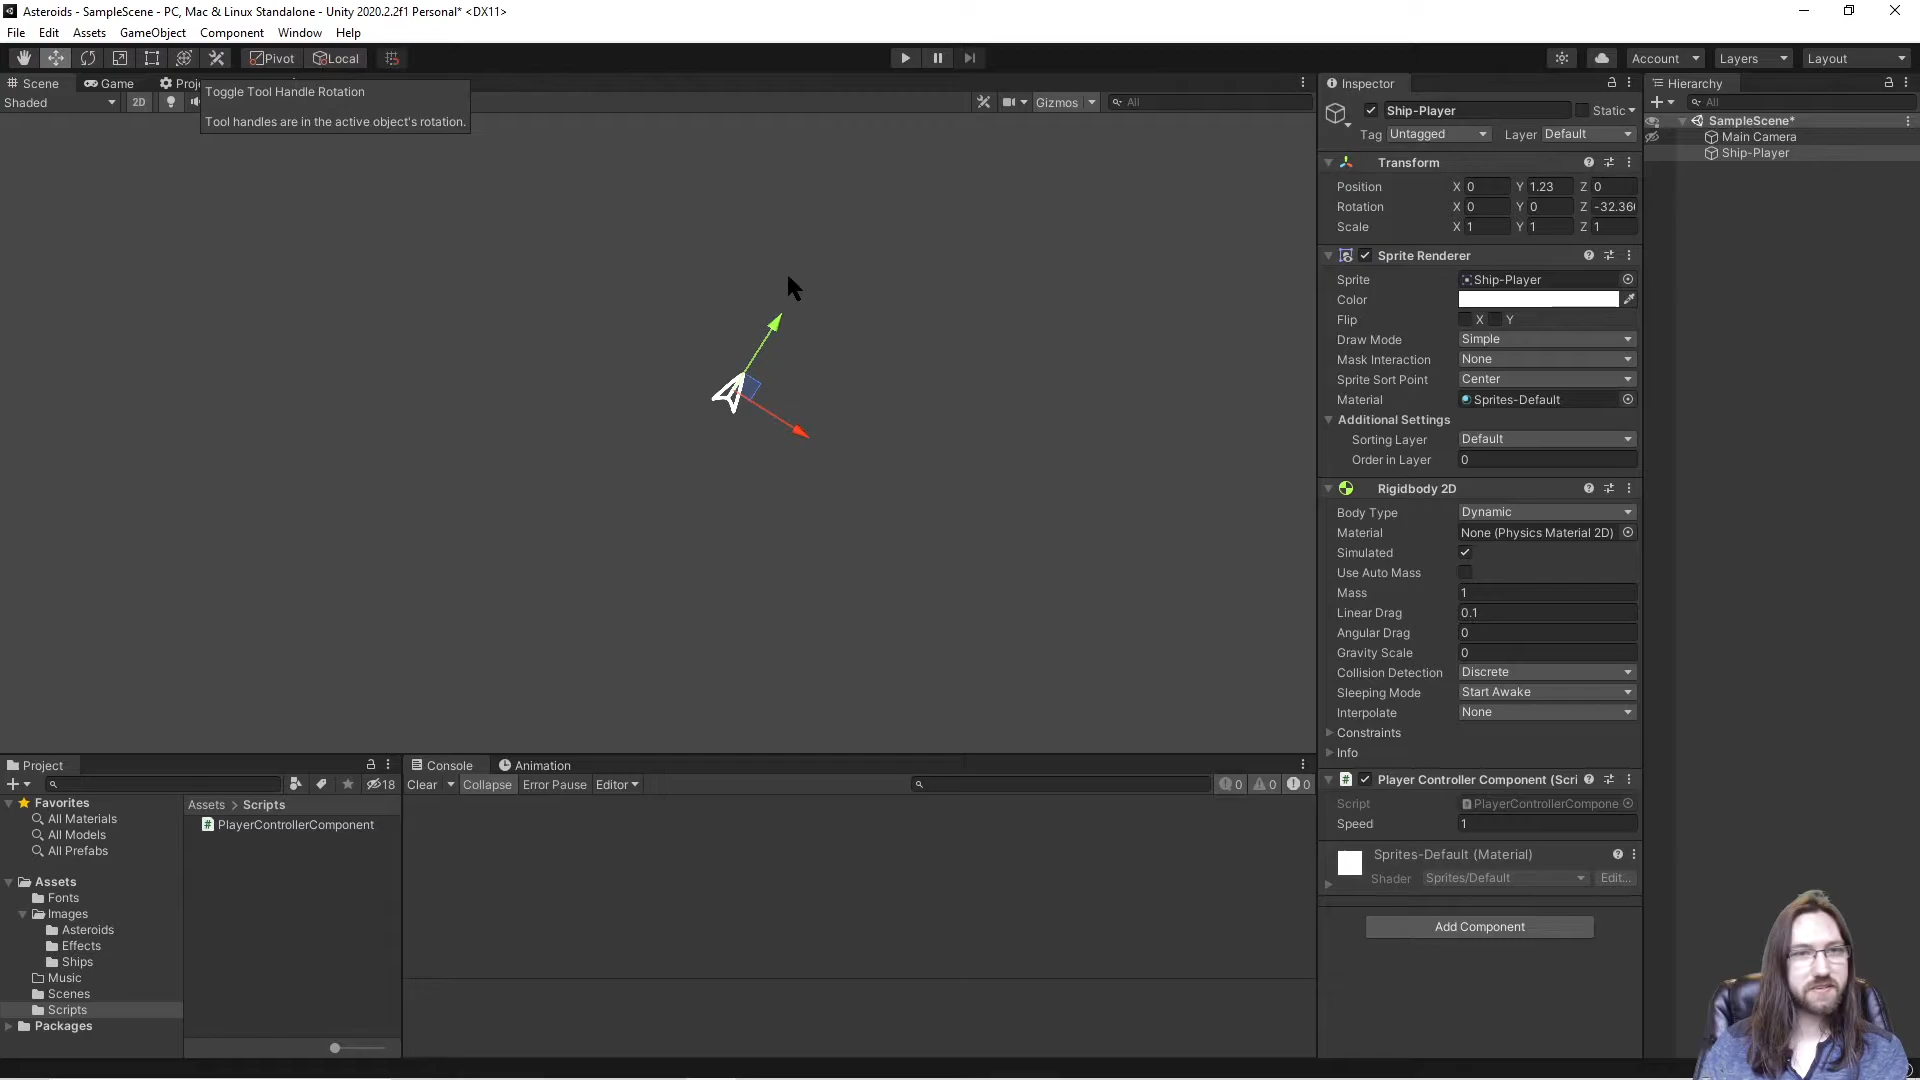 Asteroids - SampleScene - PC, Mac & Linux Standalone - Unity 2020.2.2f1 Personal* <DX11>
File Edit Assets GameObject Component Window Help
Pivot Local
Account Layers Layout
Scene Game Proj
Shaded 2D Gizmos All
Toggle Tool Handle Rotation
Tool handles are in the active object's rotation.
Inspector
Ship-Player Static
Tag Untagged Layer Default
Transform
Position X 0 Y 1.23 Z 0
Rotation X 0 Y 0 Z -32.36
Scale X 1 Y 1 Z 1
Sprite Renderer
Sprite Ship-Player
Color
Flip X Y
Draw Mode Simple
Mask Interaction None
Sprite Sort Point Center
Material Sprites-Default
Additional Settings
Sorting Layer Default
Order in Layer 0
Rigidbody 2D
Body Type Dynamic
Material None (Physics Material 2D)
Simulated
Use Auto Mass
Mass 1
Linear Drag 0.1
Angular Drag 0
Gravity Scale 0
Collision Detection Discrete
Sleeping Mode Start Awake
Interpolate None
Constraints
Info
Player Controller Component (Scri
Script PlayerControllerCompone
Speed 1
Sprites-Default (Material)
Shader Sprites/Default Edit...
Add Component
Hierarchy
All
SampleScene*
Main Camera
Ship-Player
Project
18
Favorites
All Materials
All Models
All Prefabs
Assets
Fonts
Images
Asteroids
Effects
Ships
Music
Scenes
Scripts
Packages
Assets > Scripts
PlayerControllerComponent
Console Animation
Clear Collapse Error Pause Editor 0 0 0